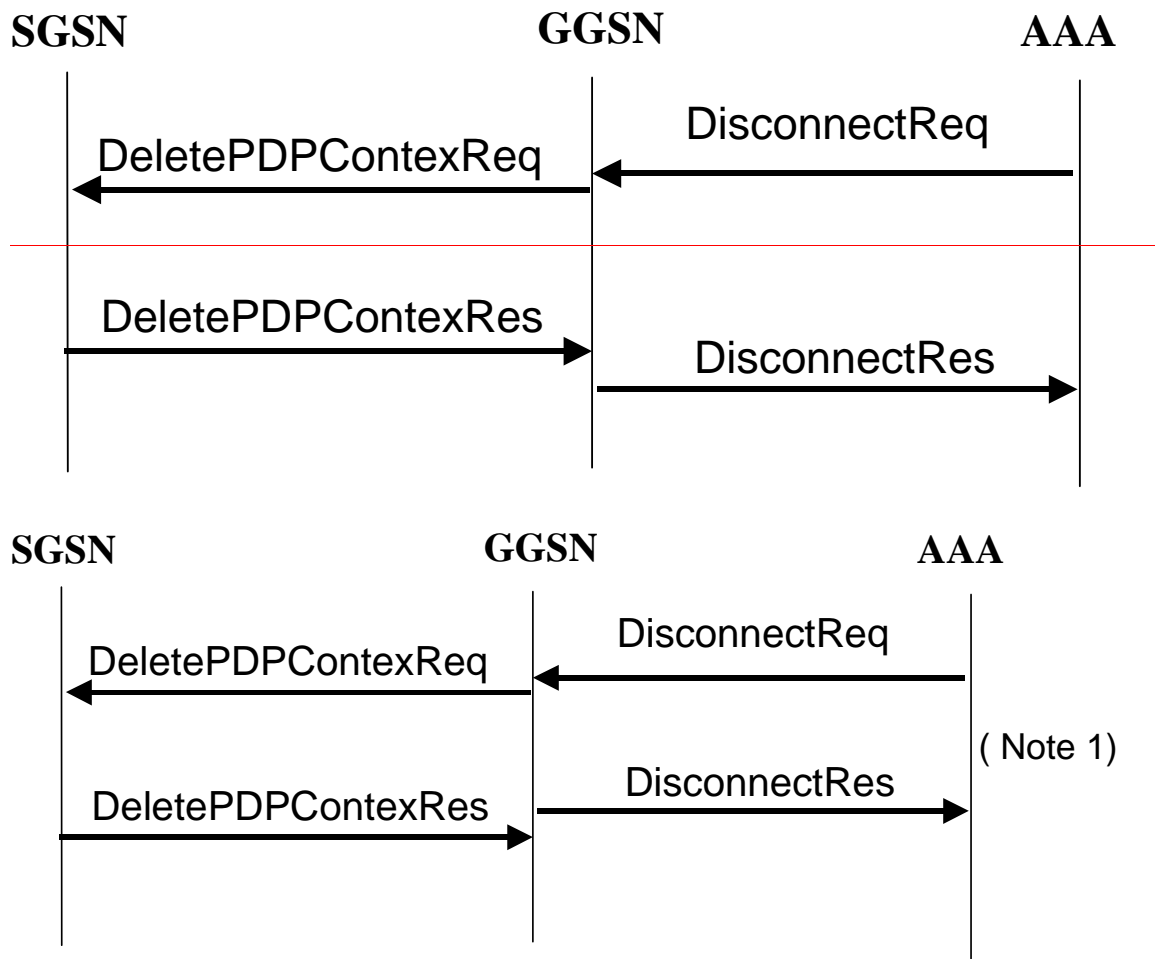 SGSN GGSN AAA
DisconnectReq
DeletePDPContexReq
DeletePDPContexRes
DisconnectRes
SGSN GGSN AAA
DisconnectReq
DeletePDPContexReq
( Note 1)
DisconnectRes
DeletePDPContexRes